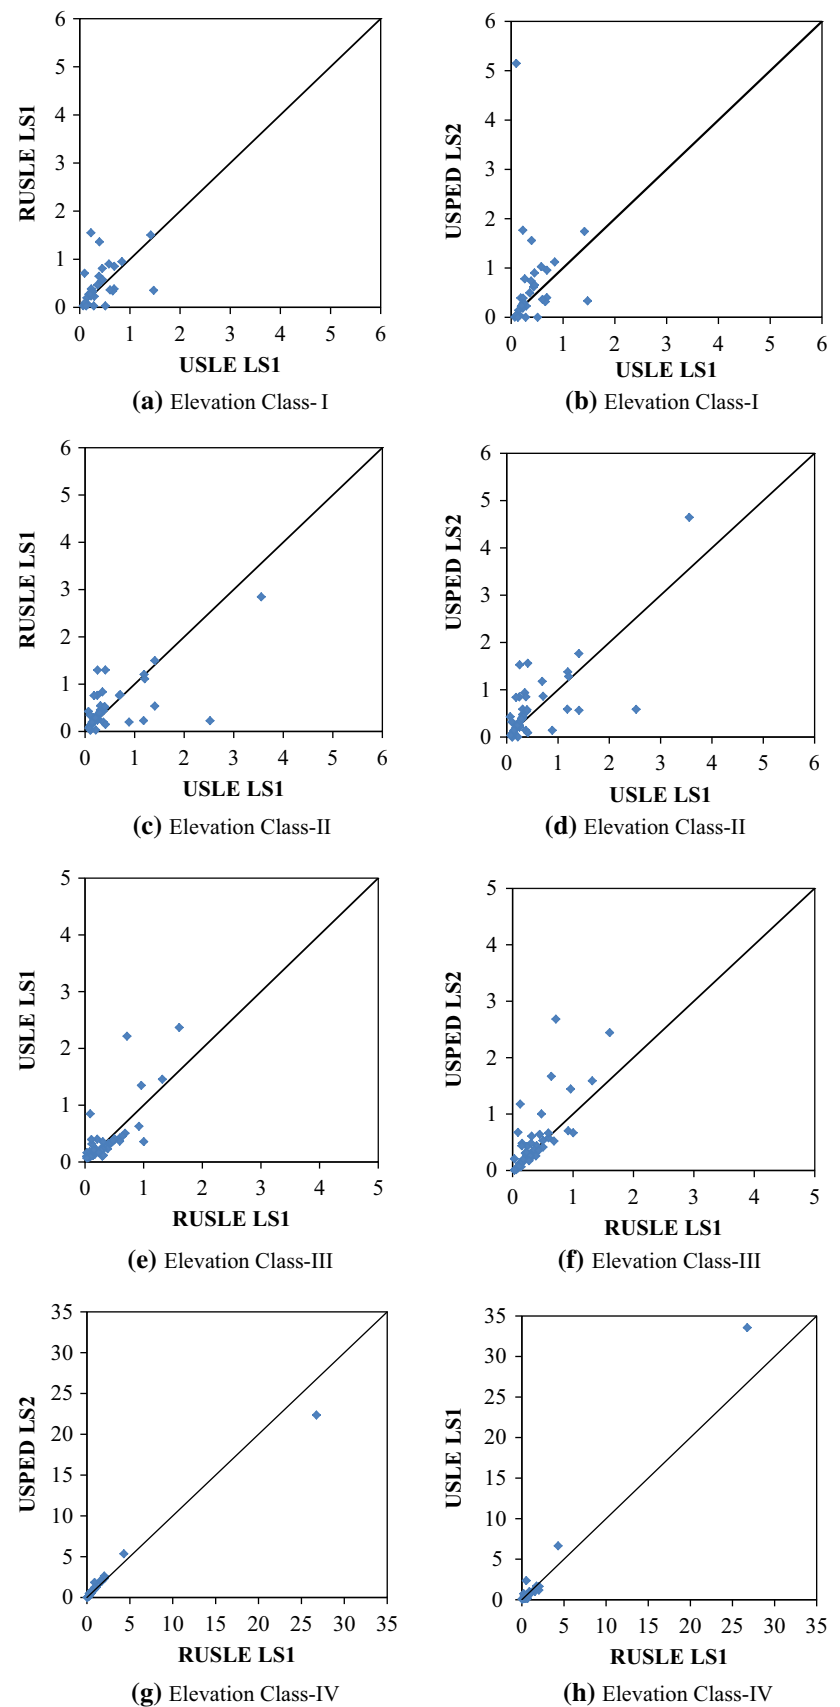 6
5
4
3
2
1
0
RUSLE LS1
0 1 2 3 4 5 6
USLE LS1
(a) Elevation Class- I
6
5
4
3
2
1
0
USPED LS2
0 1 2 3 4 5 6
USLE LS1
(b) Elevation Class-I
6
5
4
3
2
1
0
RUSLE LS1
0 1 2 3 4 5 6
USLE LS1
(c) Elevation Class-II
6
5
4
3
2
1
0
USPED LS2
0 1 2 3 4 5 6
USLE LS1
(d) Elevation Class-II
5
4
3
2
1
0
USLE LS1
0 1 2 3 4 5
RUSLE LS1
(e) Elevation Class-III
5
4
3
2
1
0
USPED LS2
0 1 2 3 4 5
RUSLE LS1
(f) Elevation Class-III
35
30
25
20
15
10
5
0
USPED LS2
0 5 10 15 20 25 30 35
RUSLE LS1
(g) Elevation Class-IV
35
30
25
20
15
10
5
0
USLE LS1
0 5 10 15 20 25 30 35
RUSLE LS1
(h) Elevation Class-IV